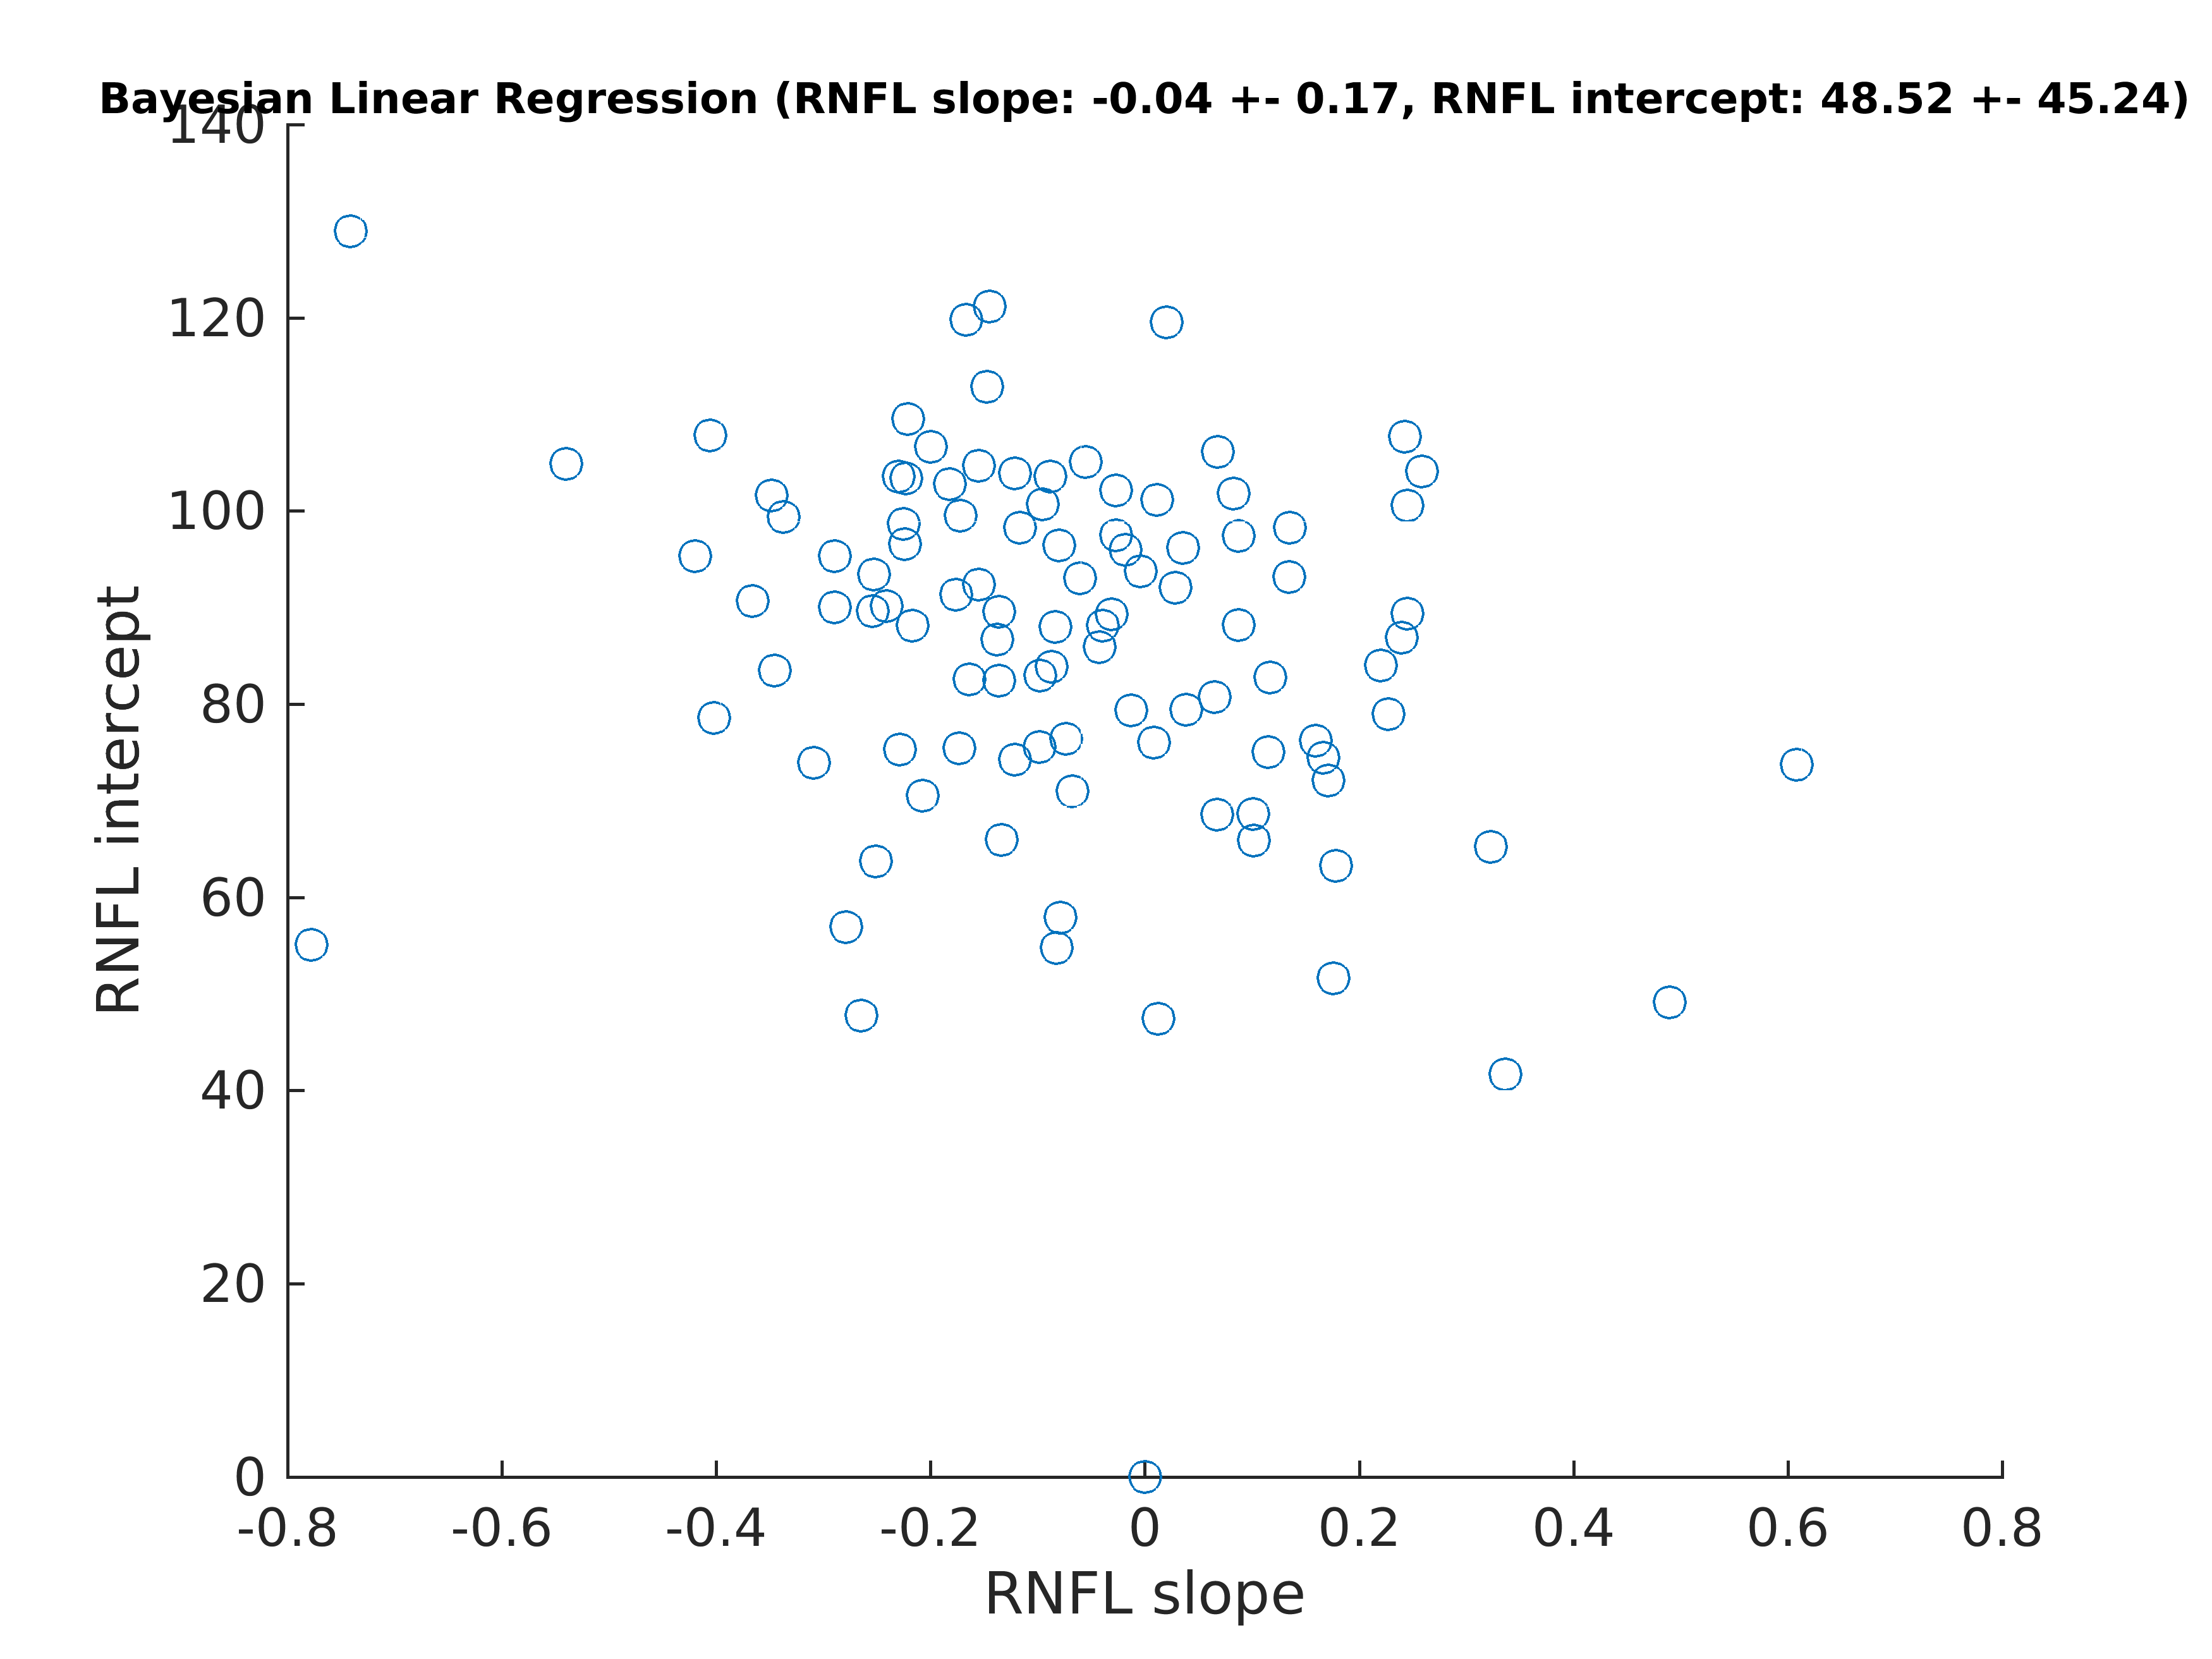 Bayesian Linear Regression (RNFL slope: -0.04 +- 0.17, RNFL intercept: 48.52 +- 45.24)
140
120
100
80
60
40
20
0
RNFL intercept
-0.8 -0.6 -0.4 -0.2 0 0.2 0.4 0.6 0.8
RNFL slope